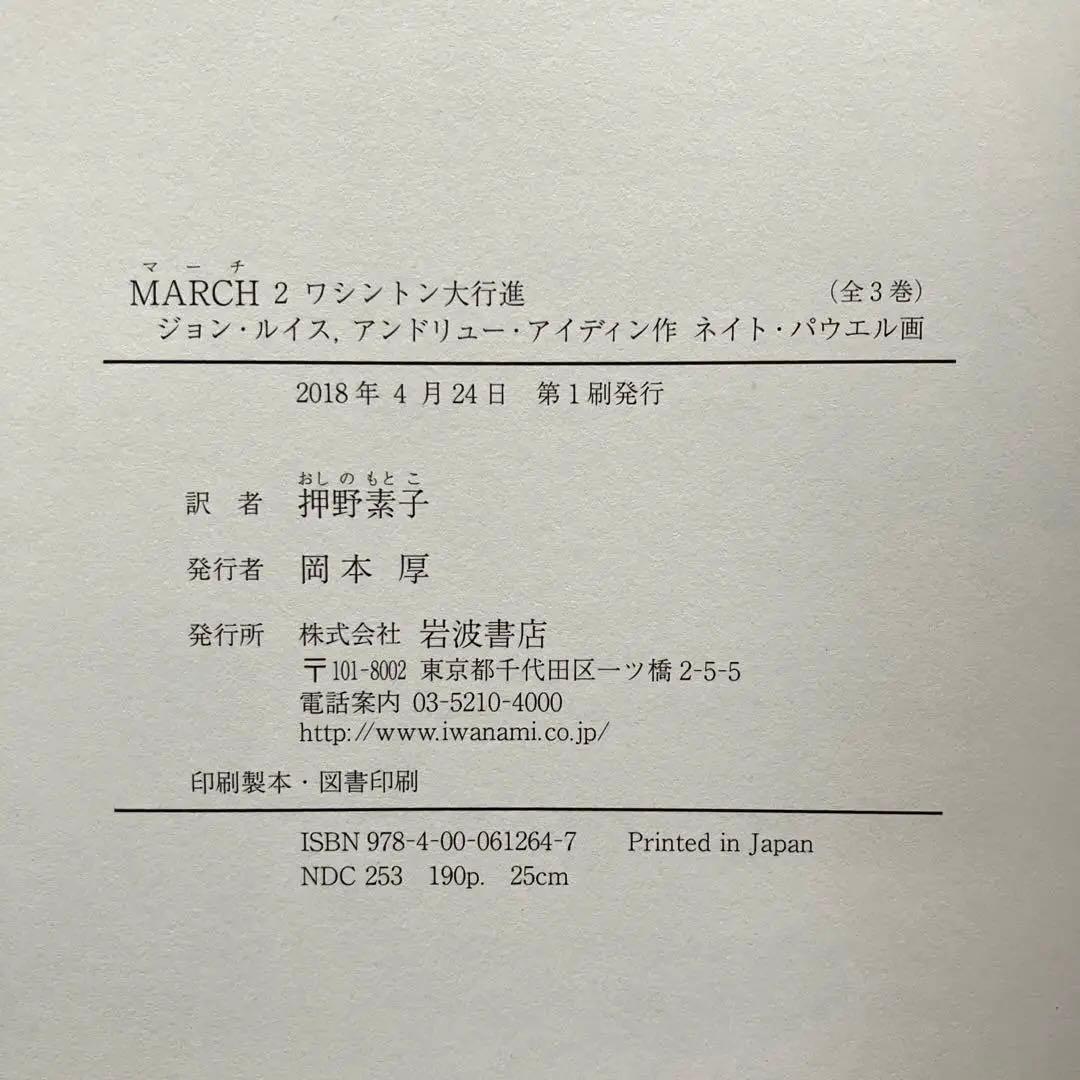 マーチ
MARCH 2 ワシントン大行進 (全3巻)
ジョン・ルイス, アンドリュー・アイディン作 ネイト・パウエル画
2018年 4 月 24日 第1刷発行
おしの もとこ
訳 者 押野素子
発行者 岡本 厚
発行所 株式会社 岩波書店
〒101-8002 東京都千代田区一ツ橋 2-5-5
電話案内 03-5210-4000
http://www.iwanami.co.jp/
印刷製本・図書印刷
ISBN 978-4-00-061264-7 Printed in Japan
NDC 253 190p. 25cm